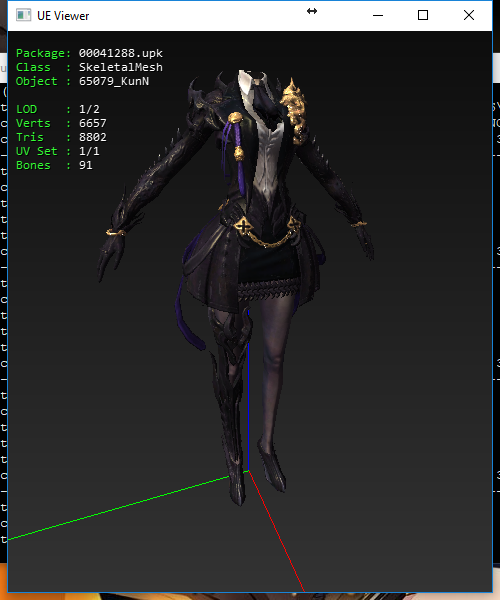 UE Viewer
Package: 00041288.upk
Class  : SkeletalMesh
Object : 65079_KunN
LOD    : 1/2
Verts  : 6657
Tris   : 8802
UV Set : 1/1
Bones  : 91